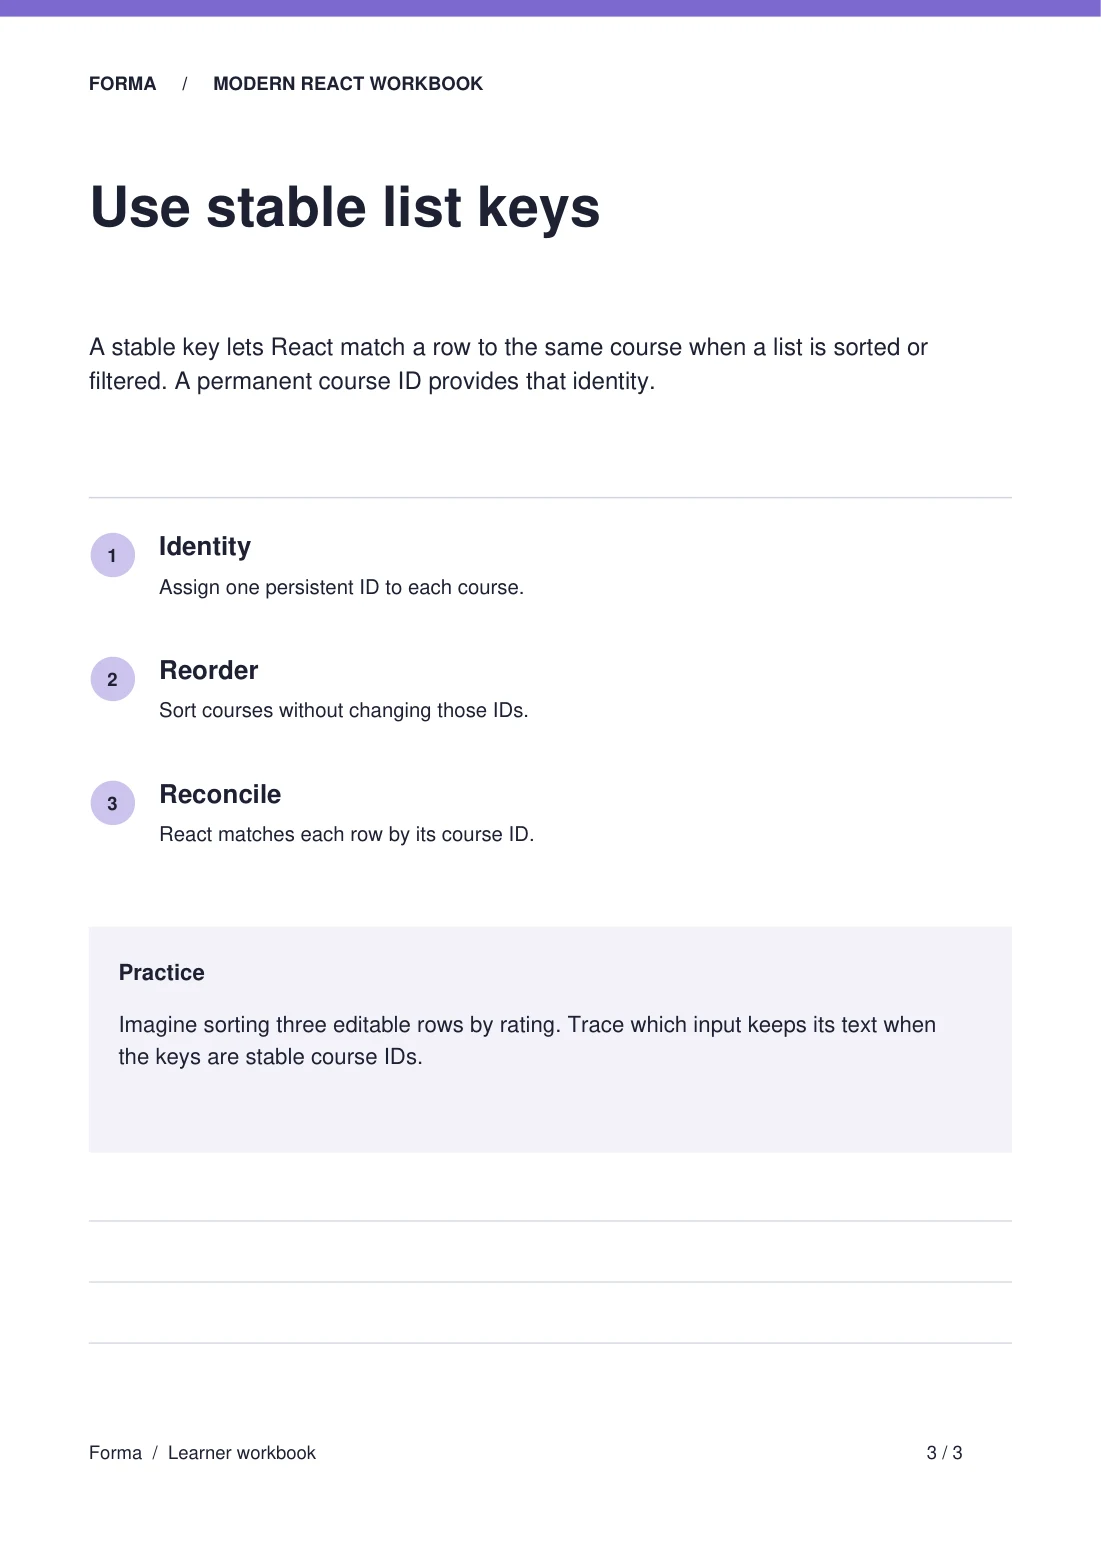 FORMA / MODERN REACT WORKBOOK
Use stable list keys
A stable key lets React match a row to the same course when a list is sorted or
filtered. A permanent course ID provides that identity.
1 Identity
Assign one persistent ID to each course.
2 Reorder
Sort courses without changing those IDs.
3 Reconcile
React matches each row by its course ID.
Practice
Imagine sorting three editable rows by rating. Trace which input keeps its text when
the keys are stable course IDs.
Forma / Learner workbook 3 / 3